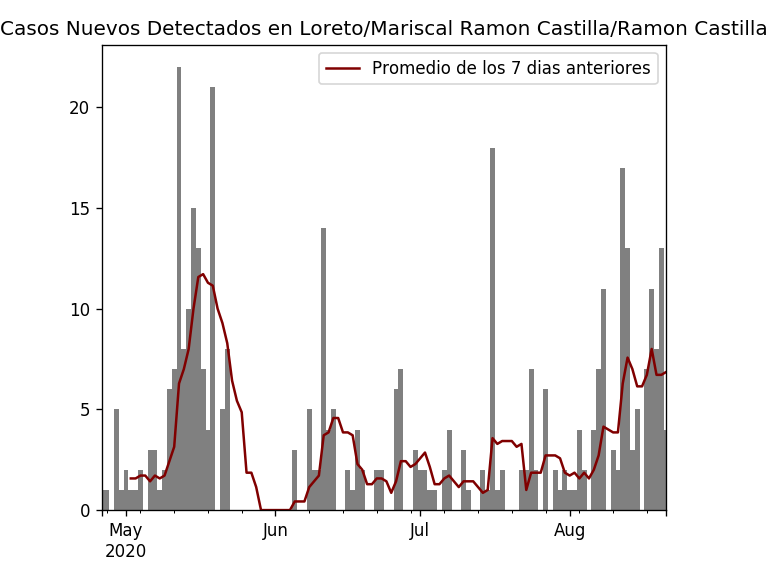 Casos Nuevos Detectados en Loreto/Mariscal Ramon Castilla/Ramon Castilla
Promedio de los 7 dias anteriores
20
15
10
5
0
May Jun Jul Aug
2020